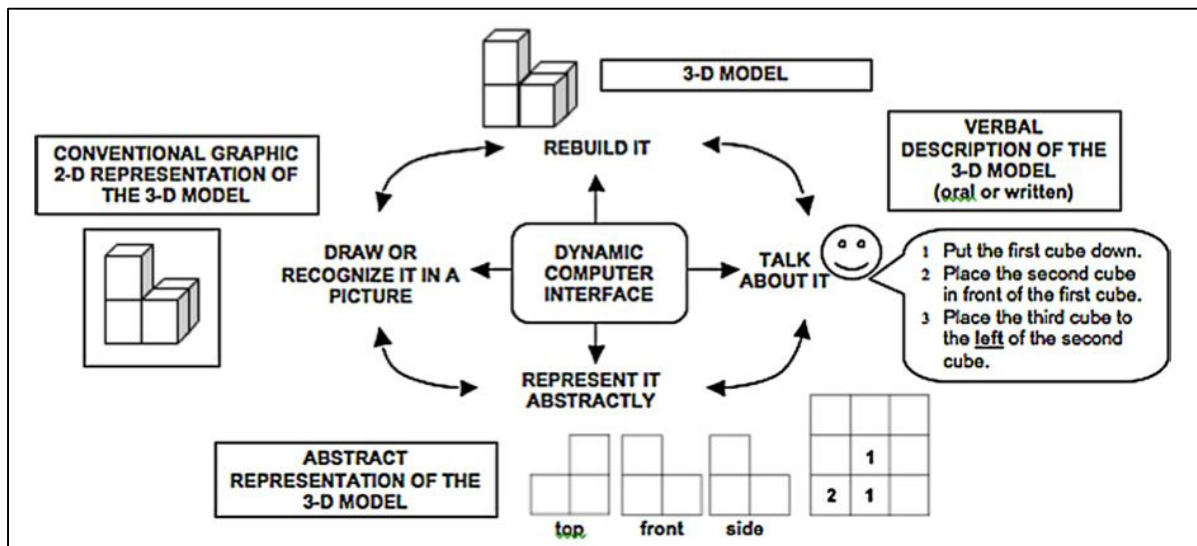 3-D MODEL
REBUILD IT
CONVENTIONAL GRAPHIC
2-D REPRESENTATION OF
THE 3-D MODEL
VERBAL
DESCRIPTION OF THE
3-D MODEL
(oral or written)
DRAW OR
RECOGNIZE IT IN A
PICTURE
DYNAMIC
COMPUTER
INTERFACE
TALK
ABOUT IT
1 Put the first cube down.
2 Place the second cube
in front of the first cube.
3 Place the third cube to
the left of the second
cube.
REPRESENT IT
ABSTRACTLY
ABSTRACT
REPRESENTATION OF THE
3-D MODEL
top
front
side
1
2 1